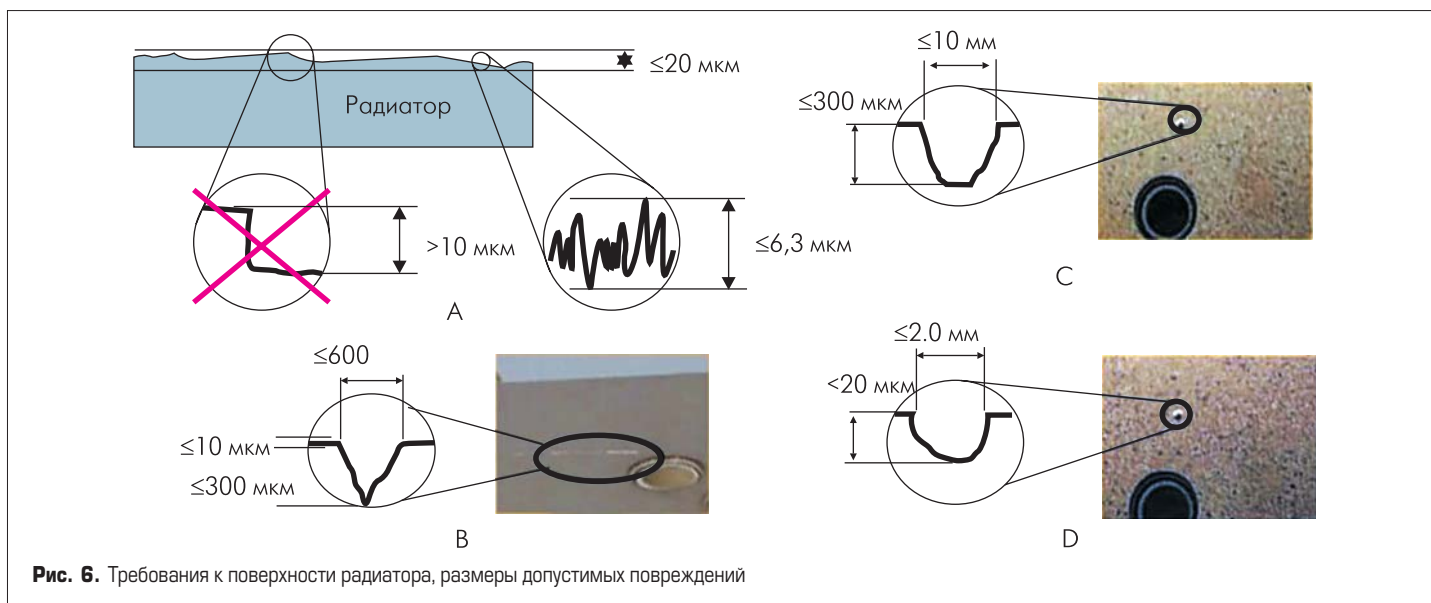 ≤20 мкм
Радиатор
>10 мкм
≤6,3 мкм
A
≤600
≤10 мкм
≤300 мкм
B
≤10 мм
≤300 мкм
C
≤2.0 мм
<20 мкм
D
Рис. 6. Требования к поверхности радиатора, размеры допустимых повреждений